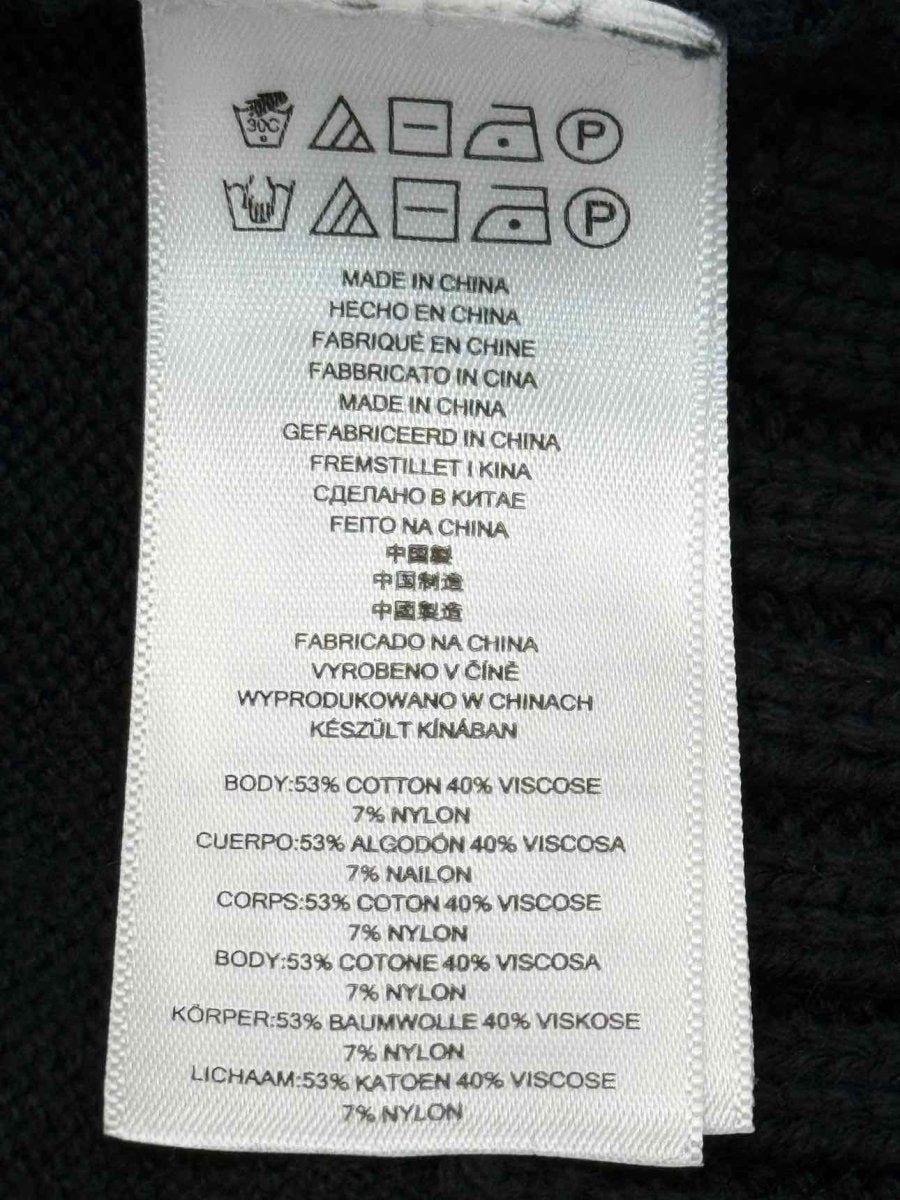 30C
P
P
MADE IN CHINA
HECHO EN CHINA
FABRIQUÉ EN CHINE
FABBRICATO IN CINA
MADE IN CHINA
GEFABRICEERD IN CHINA
FREMSTILLET I KINA
СДЕЛАНО В КИТАЕ
FEITO NA CHINA
中國製
中国制造
中國製造
FABRICADO NA CHINA
VYROBENO V ČÍNĚ
WYPRODUKOWANO W CHINACH
KÉSZÜLT KÍNÁBAN
BODY:53% COTTON 40% VISCOSE
7% NYLON
CUERPO:53% ALGODÓN 40% VISCOSA
7% NAILON
CORPS:53% COTON 40% VISCOSE
7% NYLON
BODY:53% COTONE 40% VISCOSA
7% NYLON
KÖRPER:53% BAUMWOLLE 40% VISKOSE
7% NYLON
LICHAAM:53% KATOEN 40% VISCOSE
7% NYLON